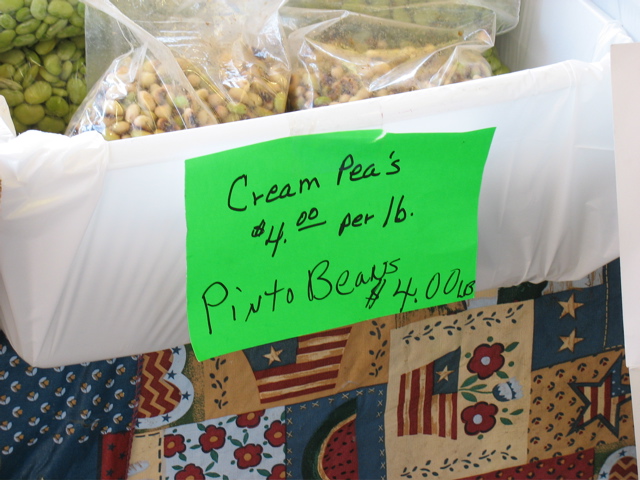 Cream Pea's
$4.00 per lb.
Pinto Beans
$4.00 LB